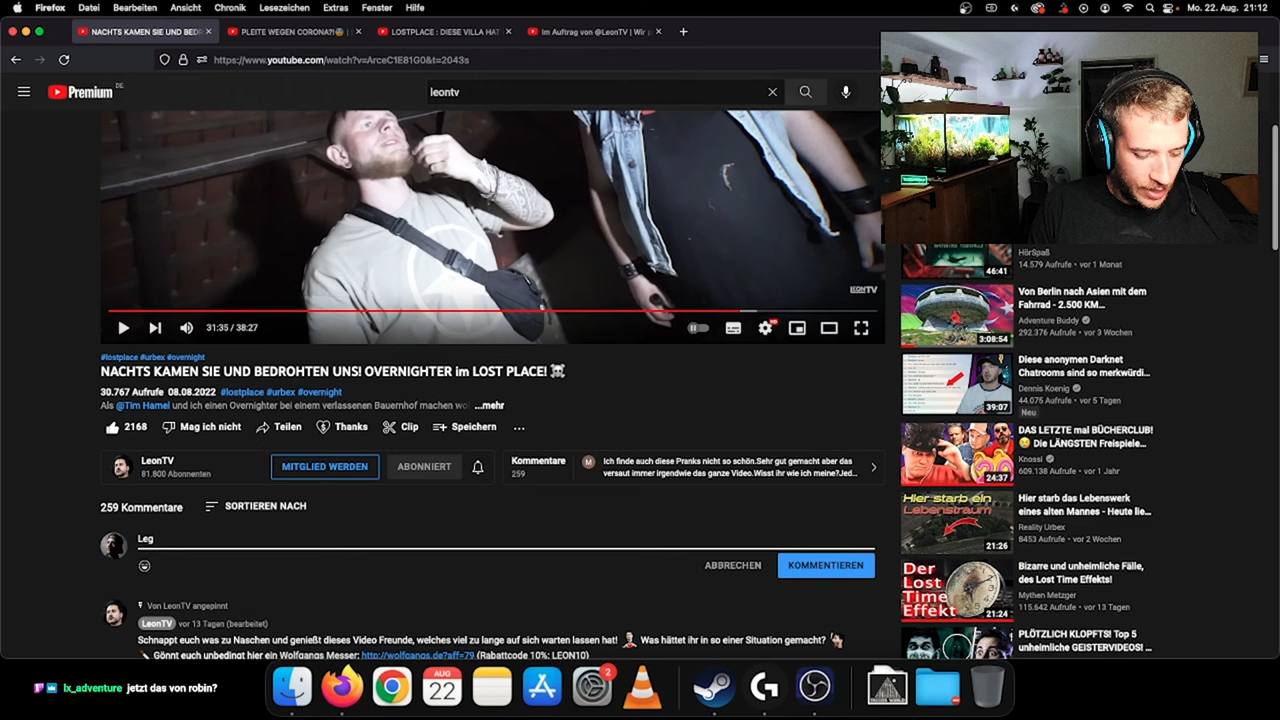 Firefox Datei Bearbeiten Ansicht Chronik Lesezeichen Extras Fenster Hilfe
Mo. 22. Aug. 21:12
NACHTS KAMEN SIE UND BEDR
PLEITE WEGEN CORONA?!
LOSTPLACE : DIESE VILLA HAT
Im Auftrag von @LeonTV | Wir p
https://www.youtube.com/watch?v=ArceC1E81G0&t=2043s
Premium DE
leontv
LEONTV
31:35 / 38:27
HD
#lostplace #urbex #overnight
NACHTS KAMEN SIE UND BEDROHTEN UNS! OVERNIGHTER im LOST PLACE! ☠️
30.767 Aufrufe 08.08. #lostplace #urbex #overnight
Als @Tim Hamel und ich einen Overnighter bei einem verlassenen Bauernhof machen ...mehr
2168 Mag ich nicht Teilen Thanks Clip Speichern ...
LeonTV
81.800 Abonnenten
MITGLIED WERDEN
ABONNIERT
Kommentare
259
M
Ich finde auch diese Pranks nicht so schön.Sehr gut gemacht aber das
versaut immer irgendwie das ganze Video.Wisst ihr wie ich meine?Jed...
259 Kommentare SORTIEREN NACH
Leg
ABBRECHEN KOMMENTIEREN
Von LeonTV angepinnt
LeonTV vor 13 Tagen (bearbeitet)
Schnappt euch was zu Naschen und genießt dieses Video Freunde, welches viel zu lange auf sich warten lassen hat! Was hättet ihr in so einer Situation gemacht?
Gönnt euch unbedingt hier ein Wolfgangs Messer: http://wolfgangs.de?aff=79 (Rabattcode 10%: LEON10)
HörSpaß
14.579 Aufrufe • vor 1 Monat
46:41
Von Berlin nach Asien mit dem
Fahrrad - 2.500 KM...
Adventure Buddy
292.376 Aufrufe • vor 3 Wochen
3:08:54
Diese anonymen Darknet
Chatrooms sind so merkwürdi...
Dennis Koenig
44.075 Aufrufe • vor 5 Tagen
Neu
39:07
DAS LETZTE mal BÜCHERCLUB!
😢 Die LÄNGSTEN Freispiele...
Knossi
609.138 Aufrufe • vor 1 Jahr
24:37
Hier starb ein
Lebenstraum
21:26
Hier starb das Lebenswerk
eines alten Mannes - Heute lie...
Reality Urbex
8453 Aufrufe • vor 2 Wochen
Der
Lost
Time
Effekt
21:24
Bizarre und unheimliche Fälle,
des Lost Time Effekts!
Mythen Metzger
115.642 Aufrufe • vor 13 Tagen
PLÖTZLICH KLOPFTS! Top 5
unheimliche GEISTERVIDEOS! ...
lx_adventure jetzt das von robin?
AUG
22
2